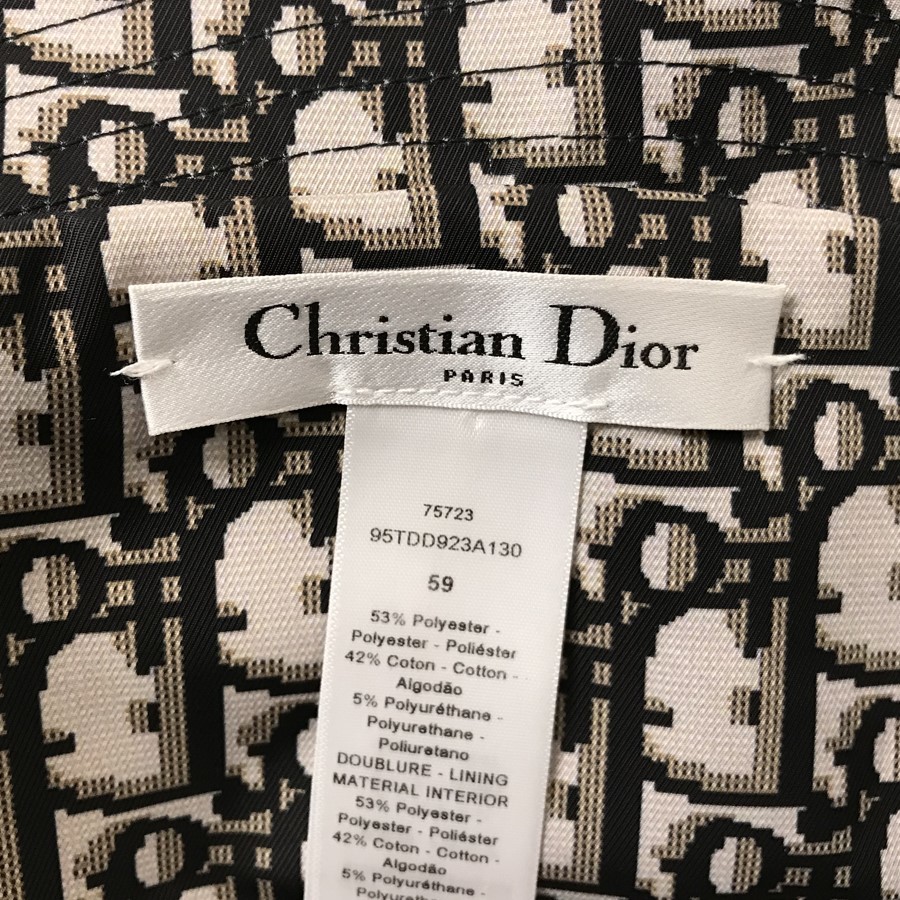 Christian Dior
PARIS
75723
95TDD923A130
59
53% Polyester -
Polyester - Poliéster
42% Coton - Cotton -
Algodão
5% Polyuréthane -
Polyurethane -
Poliuretano
DOUBLURE - LINING
MATERIAL INTERIOR
53% Polyester -
Polyester - Poliéster
42% Coton - Cotton -
Algodão
5% Polyuréthane -
Polyurethane -